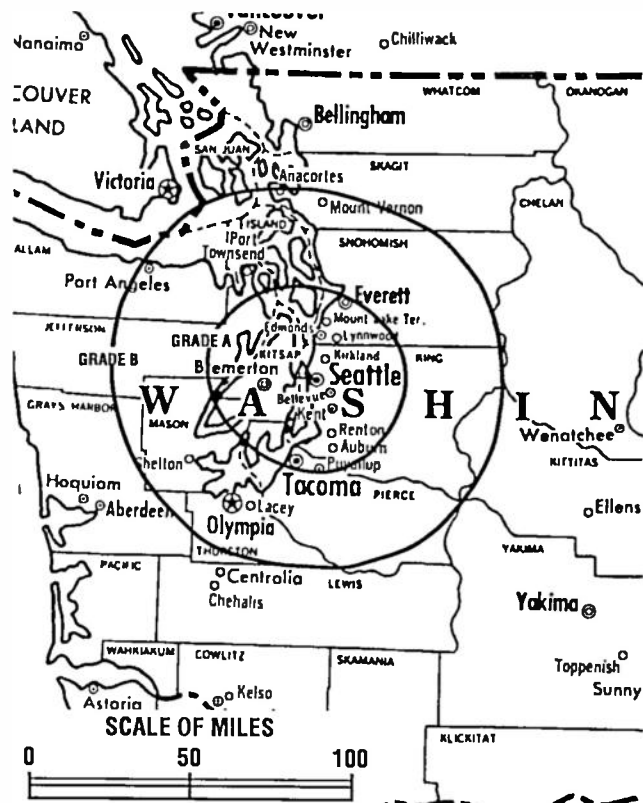 Vancouver
New
Westminster
Nanaimo
Chilliwack
COUVER
LAND
WHATCOM
OKANOGAN
Bellingham
SAN JUAN
SKAGIT
Victoria
Anacortes
CHELAN
Mount Vernon
ISLAND
ALLAM
Port
Townsend
SNOHOMISH
Port Angeles
Everett
Mount Lake Ter.
JEFFERSON
Edmonds
Lynnwood
GRADE A
GRADE B
KITSAP
Kirkland
KING
Bremerton
Seattle
Bellevue
W A S H I N
GRAYS HARBOR
Kent
MASON
Renton
Wenatchee
Auburn
Shelton
Puyallup
KITTITAS
Tacoma
Hoquiam
PIERCE
Aberdeen
Lacey
Ellens
Olympia
THURSTON
YAKIMA
PACIFIC
Centralia
LEWIS
Chehalis
Yakima
WAHKIAKUM
COWLITZ
SKAMANIA
Toppenish
Sunny
Astoria
Kelso
SCALE OF MILES
KLICKITAT
0 50 100